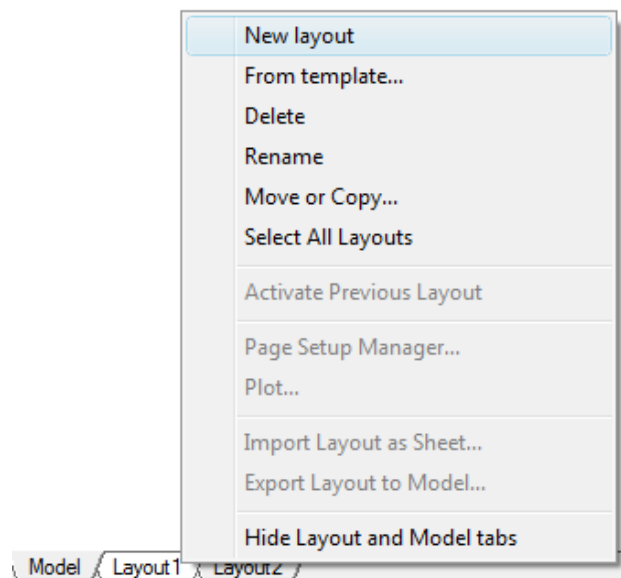 New layout
From template...
Delete
Rename
Move or Copy...
Select All Layouts
Activate Previous Layout
Page Setup Manager...
Plot...
Import Layout as Sheet...
Export Layout to Model...
Hide Layout and Model tabs
Model Layout1 Layout2